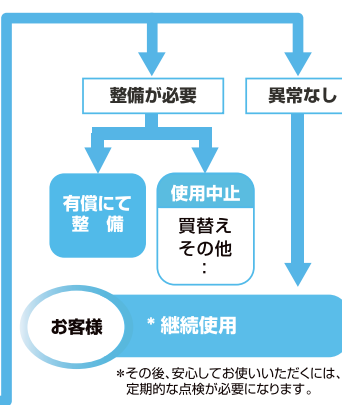 整備が必要
異常なし
有償にて
整　備
使用中止
買替え
その他
：
お客様
*継続使用
*その後、安心してお使いいただくには、
定期的な点検が必要になります。